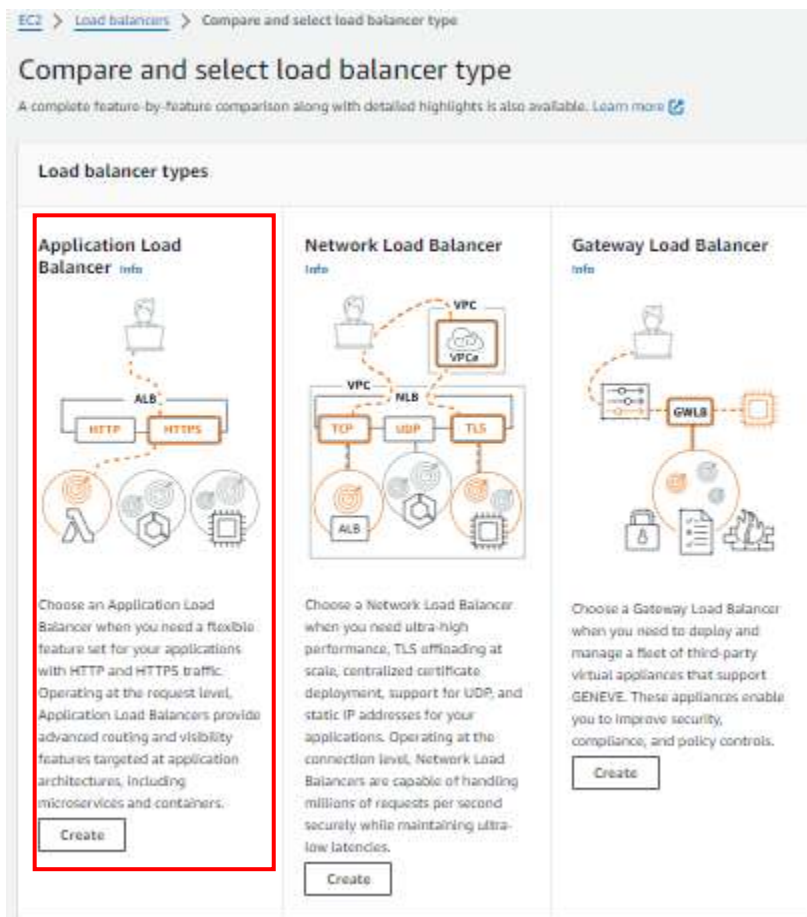 EC2 > Load balancers > Compare and select load balancer type
Compare and select load balancer type
A complete feature-by-feature comparison along with detailed highlights is also available. Learn more
Load balancer types
Application Load
Balancer Info
ALB
HTTP
HTTPS
Choose an Application Load
Balancer when you need a flexible
feature set for your applications
with HTTP and HTTPS traffic.
Operating at the request level,
Application Load Balancers provide
advanced routing and visibility
features targeted at application
architectures, including
microservices and containers.
Create
Network Load Balancer
Info
VPC
VPCe
VPC
NLB
TCP
UDP
TLS
ALB
Choose a Network Load Balancer
when you need ultra-high
performance, TLS offloading at
scale, centralized certificate
deployment, support for UDP, and
static IP addresses for your
applications. Operating at the
connection level, Network Load
Balancers are capable of handling
millions of requests per second
securely while maintaining ultra-
low latencies.
Create
Gateway Load Balancer
Info
GWLB
Choose a Gateway Load Balancer
when you need to deploy and
manage a fleet of third-party
virtual appliances that support
GENEVE. These appliances enable
you to improve security,
compliance, and policy controls.
Create